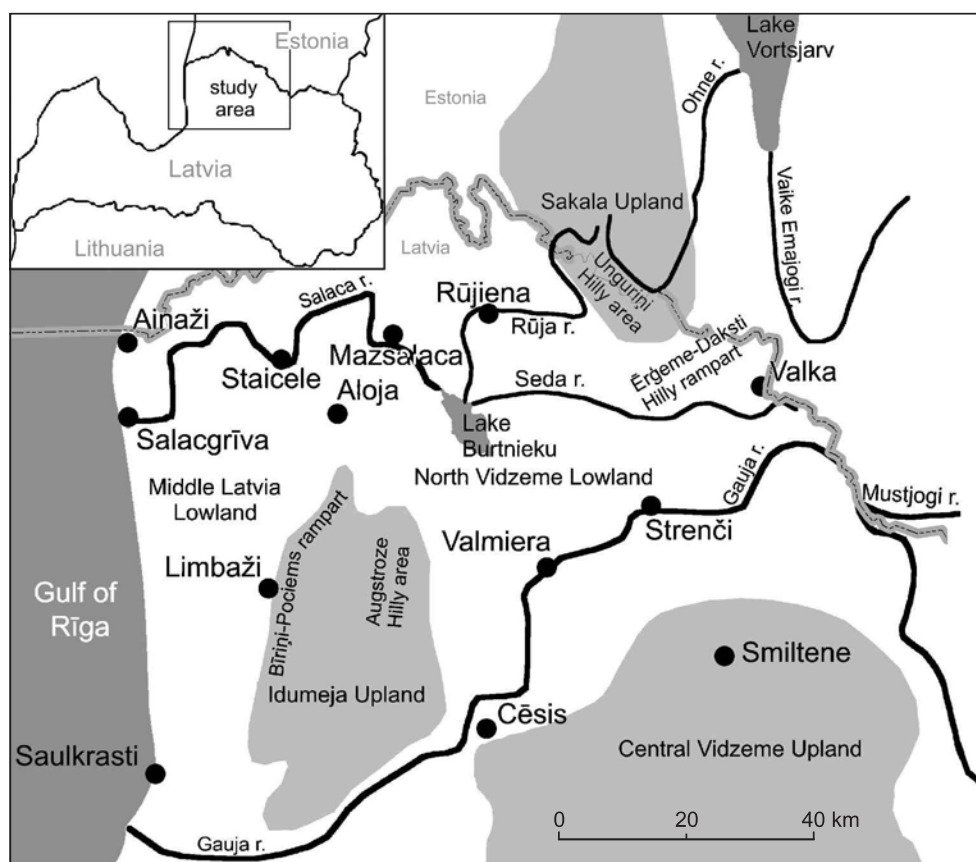 Estonia
study
area
Latvia
Lithuania
Lake
Vortsjarv
Ohne r.
Estonia
Vaike Emajogi r.
Sakala Upland
Latvia
Unguriņi
Hilly area
Salaca r.
Rūjiena
Rūja r.
Ainaži
Mazsalaca
Staicele
Aloja
Seda r.
Ērģeme-Daksti
Hilly rampart
Valka
Salacgrīva
Lake
Burtnieku
North Vidzeme Lowland
Gauja r.
Middle Latvia
Lowland
Mustjogi r.
Strenči
Valmiera
Limbaži
Bīriņi-Pociems rampart
Augstroze
Hilly area
Gulf of
Rīga
Smiltene
Idumeja Upland
Cēsis
Central Vidzeme Upland
Saulkrasti
Gauja r.
0 20 40 km